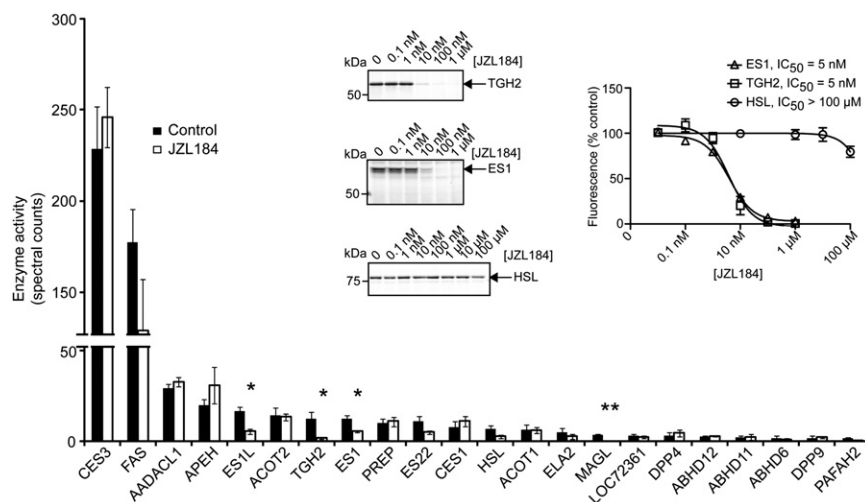 300
250
200
150
50
0
Enzyme activity
(spectral counts)
Control
JZL184
*
*
*
**
CES3
FAS
AADACL1
APEH
ES1L
ACOT2
TGH2
ES1
PREP
ES22
CES1
HSL
ACOT1
ELA2
MAGL
LOC72361
DPP4
ABHD12
ABHD11
ABHD6
DPP9
PAFAH2
kDa 0 0.1 nM 1 nM 10 nM 100 nM 1 µM [JZL184]
50 TGH2
kDa 0 0.1 nM 1 nM 10 nM 100 nM 1 µM [JZL184]
ES1
50
kDa 0 0.1 nM 1 nM 10 nM 100 nM 1 µM 10 µM 100 µM [JZL184]
75 HSL
ES1, IC50 = 5 nM
TGH2, IC50 = 5 nM
HSL, IC50 > 100 µM
Fluorescence (% control)
150
100
50
0
0 0.1 nM 10 nM 1 µM 100 µM
[JZL184]